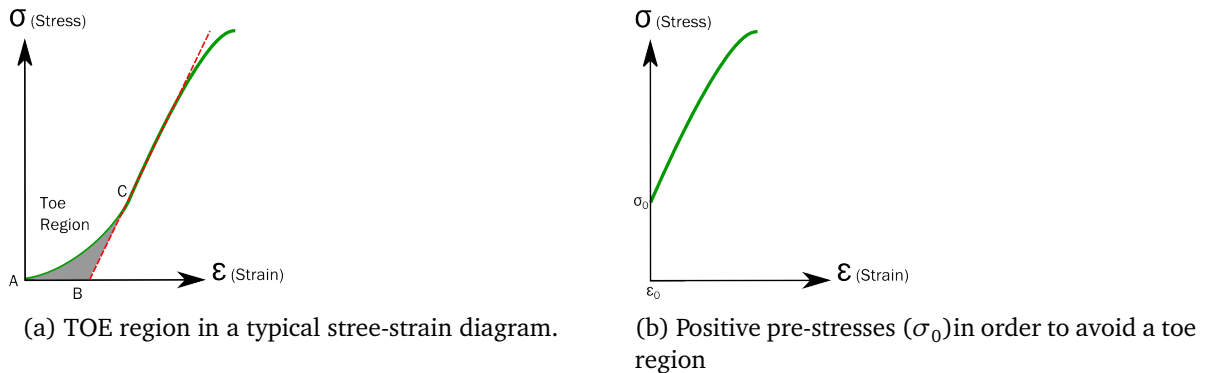 σ (Stress)
C
Toe
Region
A
B
ε (Strain)
(a) TOE region in a typical stree-strain diagram.
σ (Stress)
σ₀
ε₀
ε (Strain)
(b) Positive pre-stresses (σ₀)in order to avoid a toe
region